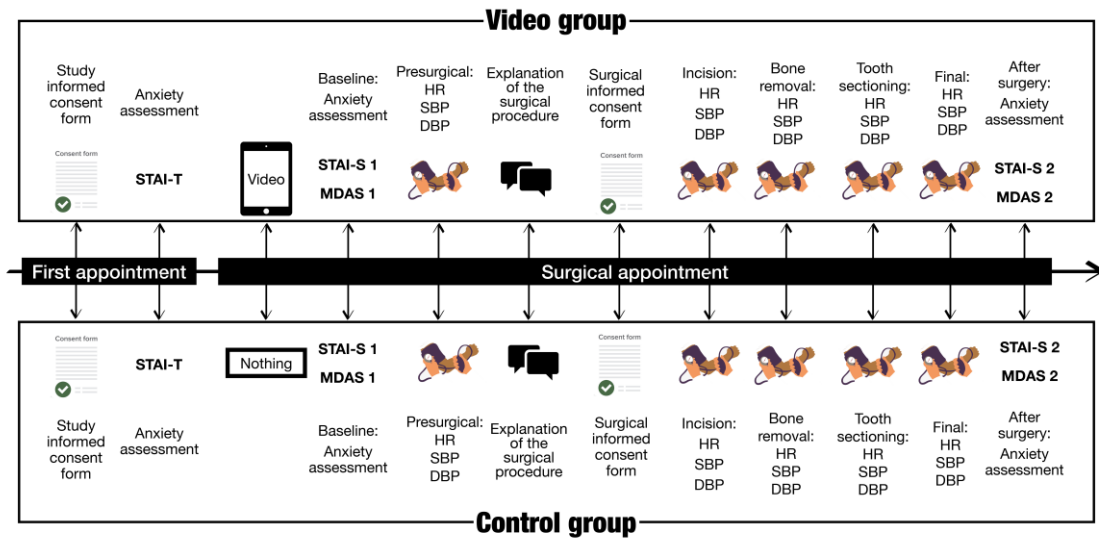 Video group
Study
informed
consent
form
Anxiety
assessment
Baseline:
Anxiety
assessment
Presurgical:
HR
SBP
DBP
Explanation
of the
surgical
procedure
Surgical
informed
consent
form
Incision:
HR
SBP
DBP
Bone
removal:
HR
SBP
DBP
Tooth
sectioning:
HR
SBP
DBP
Final:
HR
SBP
DBP
After
surgery:
Anxiety
assessment
Consent form
STAI-T
Video
STAI-S 1
MDAS 1
Consent form
STAI-S 2
MDAS 2
First appointment
Surgical appointment
Consent form
STAI-T
Nothing
STAI-S 1
MDAS 1
Consent form
STAI-S 2
MDAS 2
Study
informed
consent
form
Anxiety
assessment
Baseline:
Anxiety
assessment
Presurgical:
HR
SBP
DBP
Explanation
of the
surgical
procedure
Surgical
informed
consent
form
Incision:
HR
SBP
DBP
Bone
removal:
HR
SBP
DBP
Tooth
sectioning:
HR
SBP
DBP
Final:
HR
SBP
DBP
After
surgery:
Anxiety
assessment
Control group